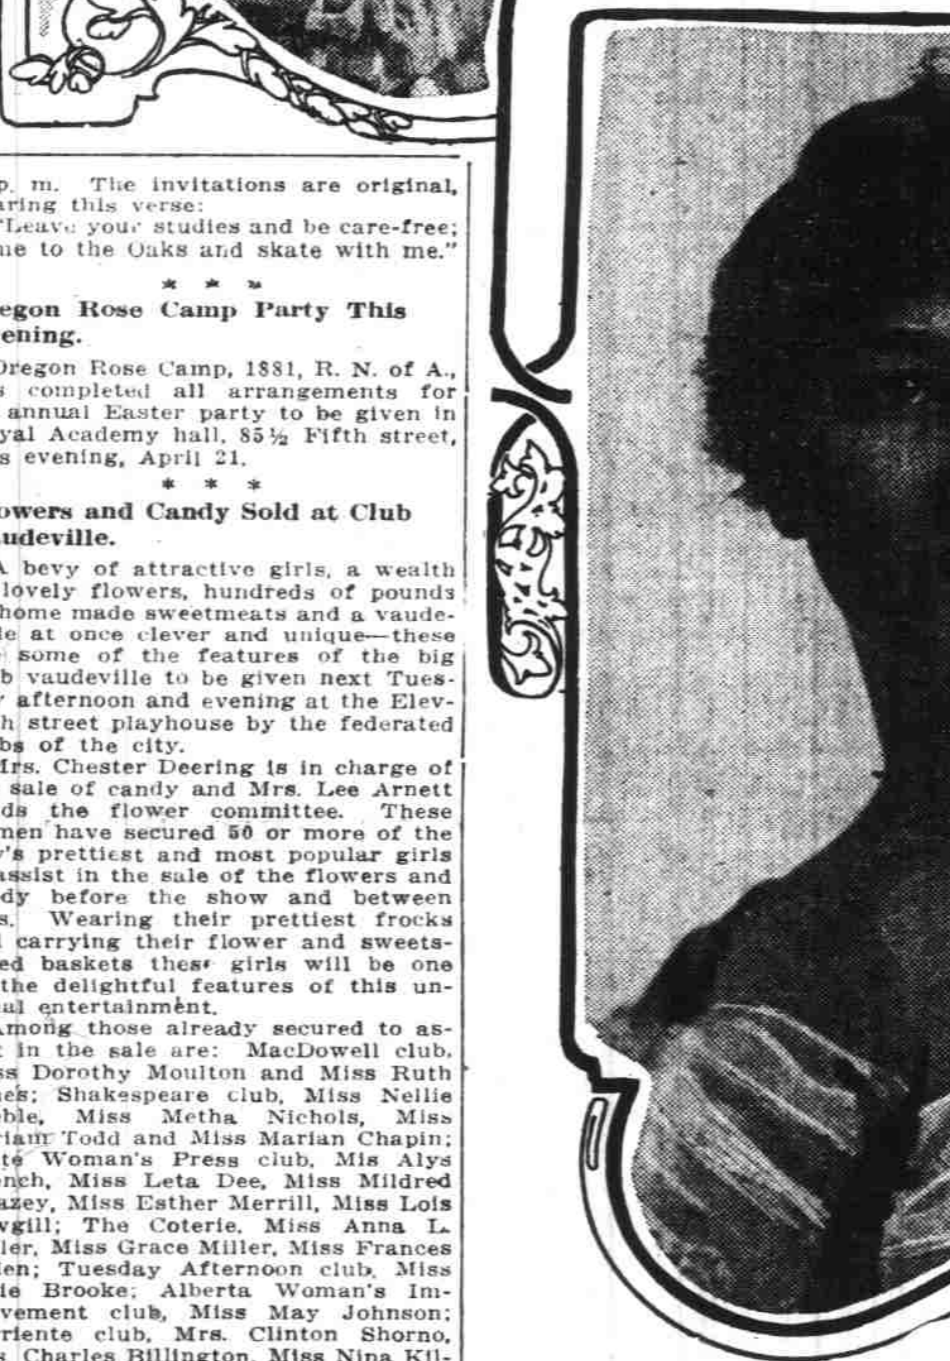 p. m. The invitations are original,
aring this verse:
"Leave your studies and be care-free;
me to the Oaks and skate with me."
* * *
egon Rose Camp Party This
ening.
Oregon Rose Camp, 1881, R. N. of A.,
s completed all arrangements for
annual Easter party to be given in
yal Academy hall, 85½ Fifth street,
s evening, April 21.
* * *
owers and Candy Sold at Club
udeville.
A bevy of attractive girls, a wealth
lovely flowers, hundreds of pounds
home made sweetmeats and a vaude-
le at once clever and unique—these
some of the features of the big
b vaudeville to be given next Tues-
y afternoon and evening at the Elev-
h street playhouse by the federated
bs of the city.
Mrs. Chester Deering is in charge of
sale of candy and Mrs. Lee Arnett
ds the flower committee. These
men have secured 50 or more of the
y's prettiest and most popular girls
assist in the sale of the flowers and
dy before the show and between
s. Wearing their prettiest frocks
l carrying their flower and sweets-
ed baskets these girls will be one
the delightful features of this un-
al entertainment.
Among those already secured to as-
t in the sale are: MacDowell club,
ss Dorothy Moulton and Miss Ruth
nes; Shakespeare club, Miss Nellie
ble, Miss Metha Nichols, Miss
riam Todd and Miss Marian Chapin;
te Woman's Press club, Mis Alys
ench, Miss Leta Dee, Miss Mildred
azey, Miss Esther Merrill, Miss Lois
wgill; The Coterie, Miss Anna L.
ler, Miss Grace Miller, Miss Frances
en; Tuesday Afternoon club, Miss
ie Brooke; Alberta Woman's Im-
vement club, Miss May Johnson;
rriente club, Mrs. Clinton Shorno,
s Charles Billington, Miss Nina Kil-